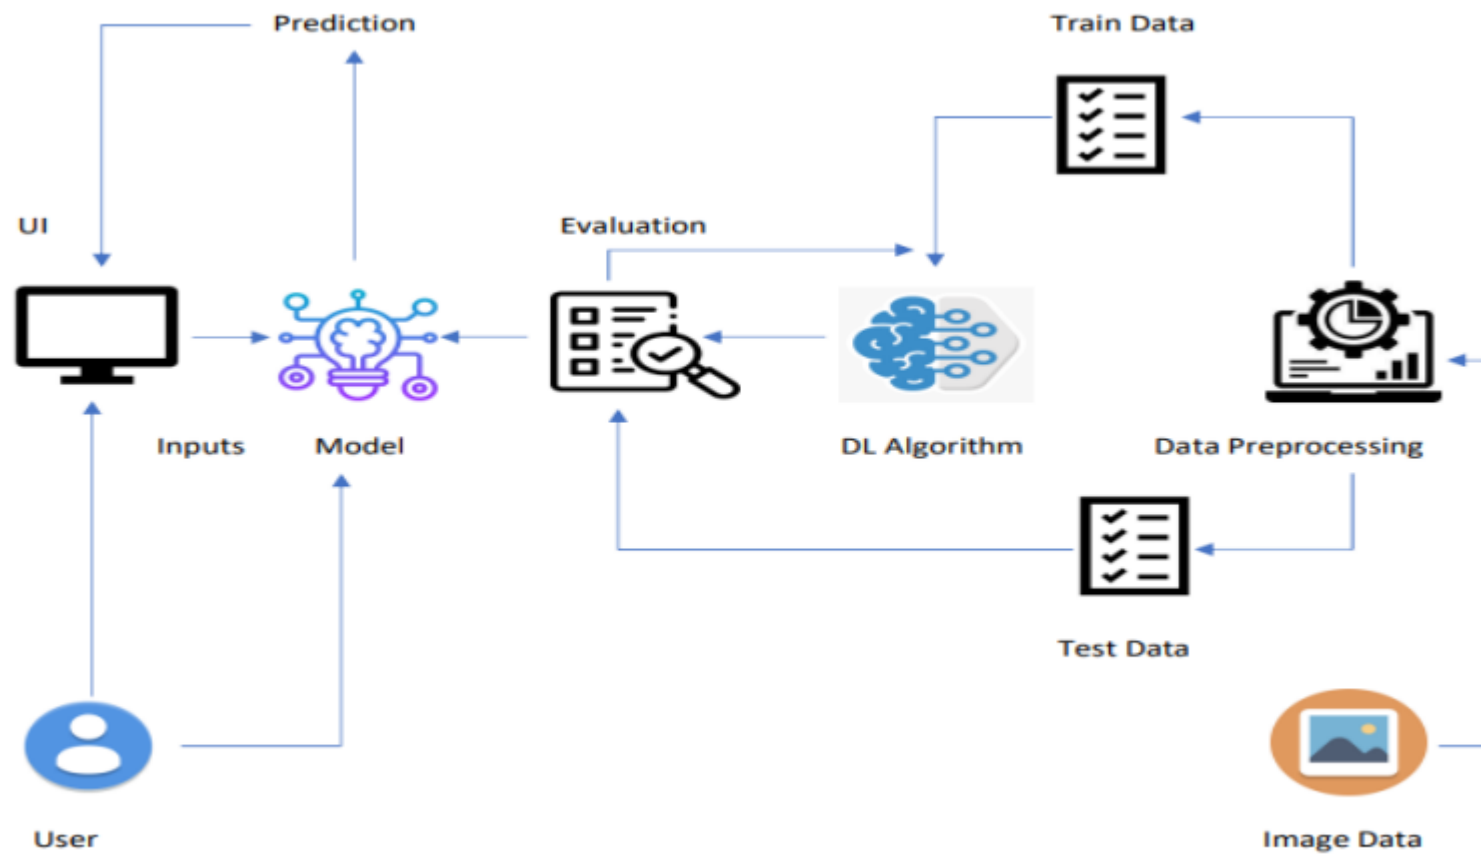 Prediction
Train Data
UI
Evaluation
Inputs
Model
DL Algorithm
Data Preprocessing
Test Data
User
Image Data